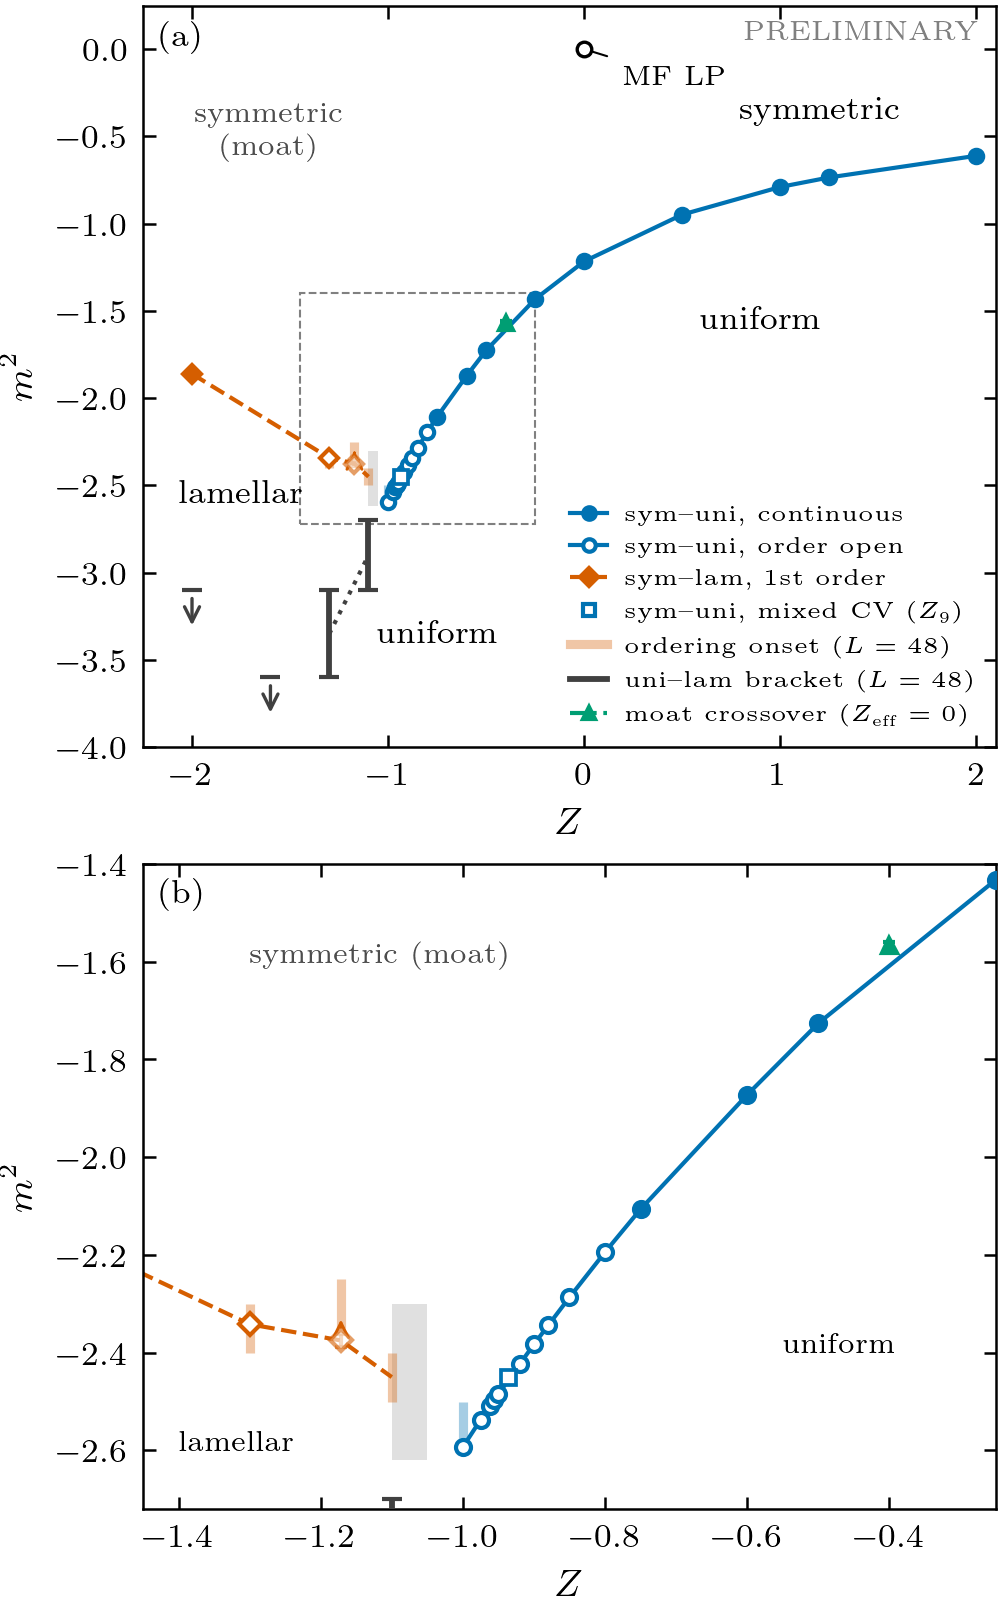 (a)
PRELIMINARY
MF LP
symmetric
symmetric
(moat)
uniform
lamellar
uniform
sym–uni, continuous
sym–uni, order open
sym–lam, 1st order
sym–uni, mixed CV (Z₉)
ordering onset (L = 48)
uni–lam bracket (L = 48)
moat crossover (Z_eff = 0)
0.0
−0.5
−1.0
−1.5
−2.0
−2.5
−3.0
−3.5
−4.0
m²
−2 −1 0 1 2
Z
(b)
symmetric (moat)
uniform
lamellar
−1.4
−1.6
−1.8
−2.0
−2.2
−2.4
−2.6
m²
−1.4 −1.2 −1.0 −0.8 −0.6 −0.4
Z